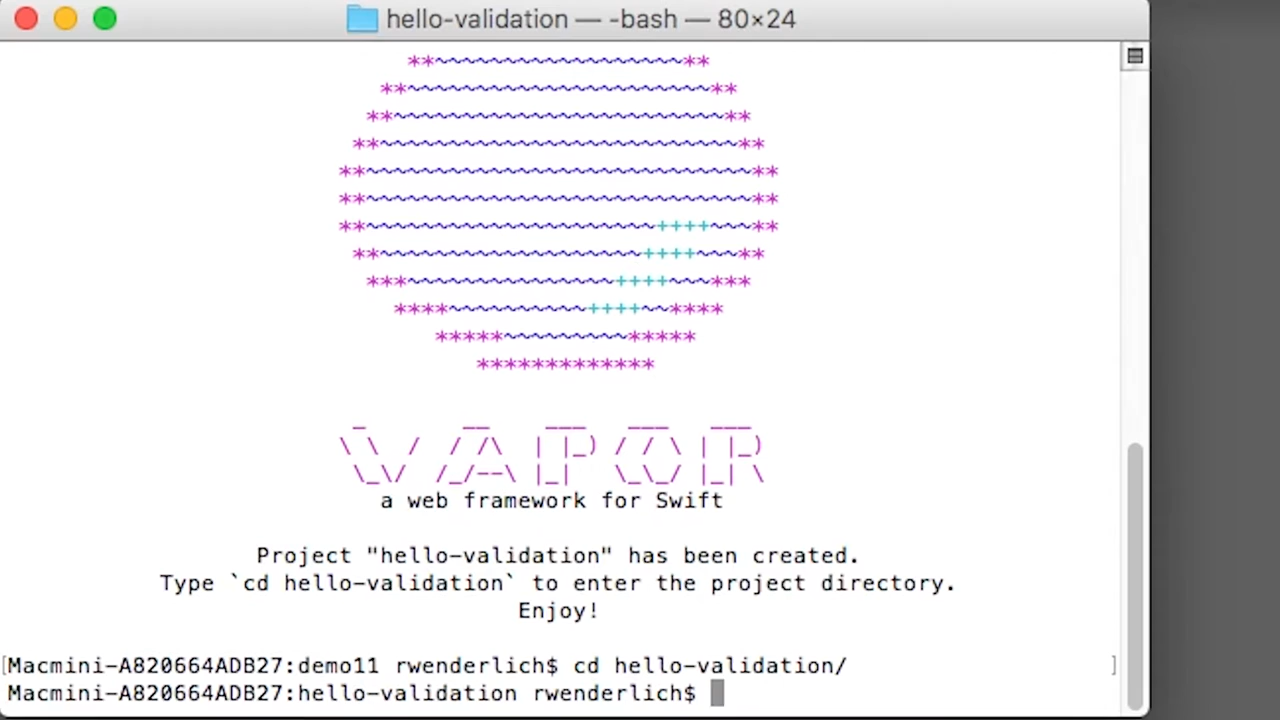 hello-validation — -bash — 80×24
**~~~~~~~~~~~~~~~~~~**
**~~~~~~~~~~~~~~~~~~~~~~**
**~~~~~~~~~~~~~~~~~~~~~~~~**
**~~~~~~~~~~~~~~~~~~~~~~~~~~**
**~~~~~~~~~~~~~~~~~~~~~~~~~~~~**
**~~~~~~~~~~~~~~~~~~~~~~~~~~~~**
**~~~~~~~~~~~~~~~~~~~~~++++~~~**
**~~~~~~~~~~~~~~~~~~~++++~~~**
***~~~~~~~~~~~~~~~++++~~~***
****~~~~~~~~~~++++~~****
*****~~~~~~~~~*****
*************
VAPOR
a web framework for Swift
Project "hello-validation" has been created.
Type `cd hello-validation` to enter the project directory.
Enjoy!
[Macmini-A820664ADB27:demo11 rwenderlich$ cd hello-validation/ ]
Macmini-A820664ADB27:hello-validation rwenderlich$